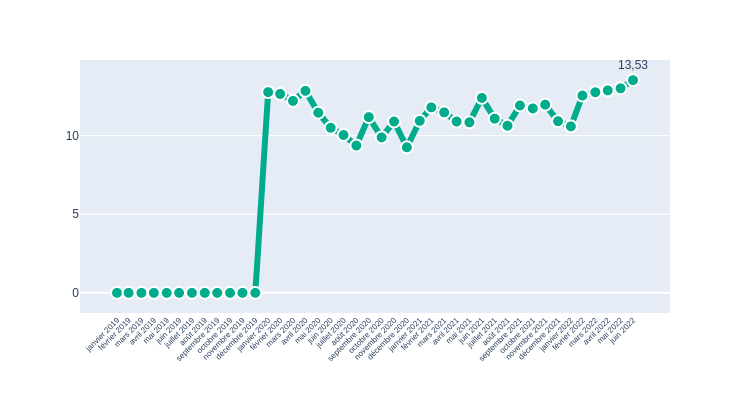 13,53
10
5
0
janvier 2019
février 2019
mars 2019
avril 2019
mai 2019
juin 2019
juillet 2019
août 2019
septembre 2019
octobre 2019
novembre 2019
décembre 2019
janvier 2020
février 2020
mars 2020
avril 2020
mai 2020
juin 2020
juillet 2020
août 2020
septembre 2020
octobre 2020
novembre 2020
décembre 2020
janvier 2021
février 2021
mars 2021
avril 2021
mai 2021
juin 2021
juillet 2021
août 2021
septembre 2021
octobre 2021
novembre 2021
décembre 2021
janvier 2022
février 2022
mars 2022
avril 2022
mai 2022
juin 2022